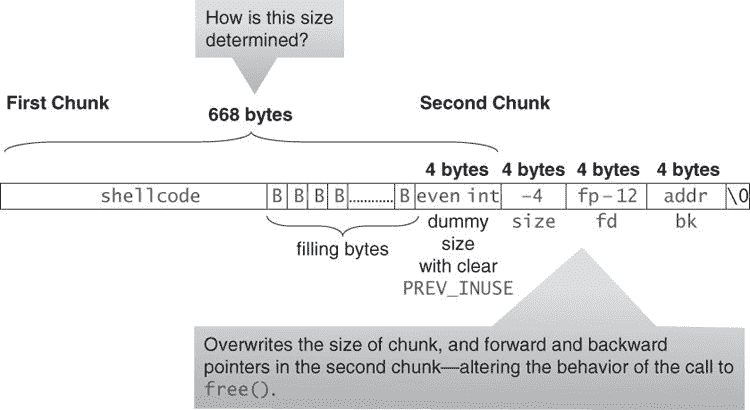 How is this size
determined?
First Chunk
668 bytes
Second Chunk
4 bytes 4 bytes 4 bytes 4 bytes
shellcode B B B B ............ B even int -4 fp-12 addr \0
filling bytes
dummy size fd bk
size
with clear
PREV_INUSE
Overwrites the size of chunk, and forward and backward
pointers in the second chunk—altering the behavior of the call to
free().